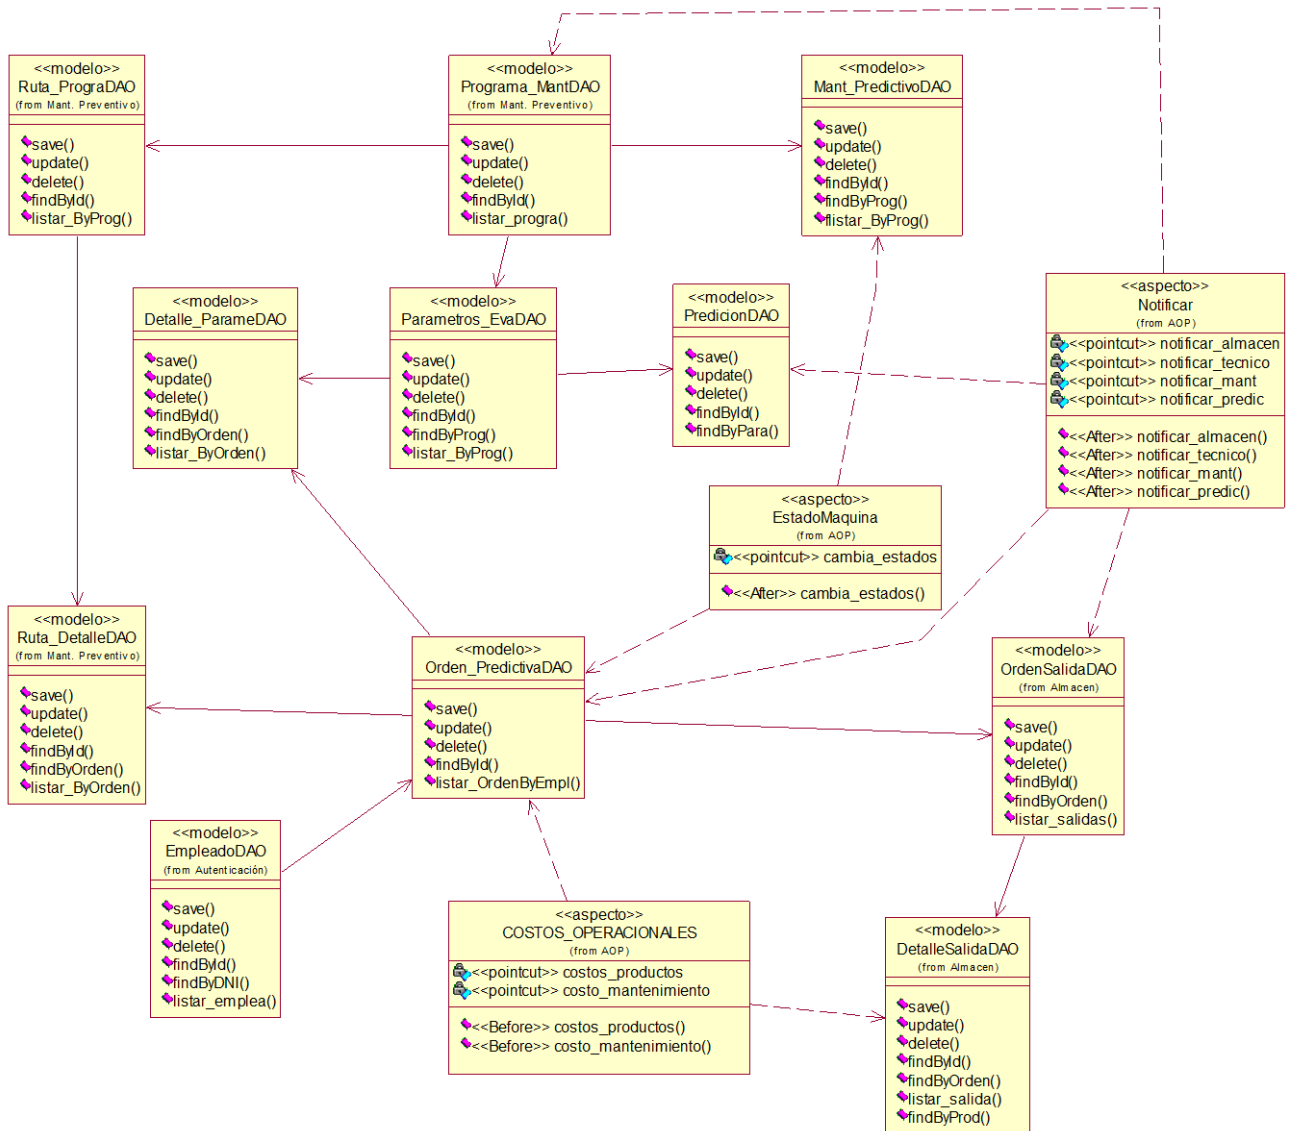 <<modelo>>
Ruta_PrograDAO
(from Mant. Preventivo)
save()
update()
delete()
findById()
listar_ByProg()
<<modelo>>
Programa_MantDAO
(from Mant. Preventivo)
save()
update()
delete()
findById()
listar_progra()
<<modelo>>
Mant_PredictivoDAO
save()
update()
delete()
findById()
findByProg()
flistar_ByProg()
<<modelo>>
Detalle_ParameDAO
save()
update()
delete()
findById()
findByOrden()
listar_ByOrden()
<<modelo>>
Parametros_EvaDAO
save()
update()
delete()
findById()
findByProg()
listar_ByProg()
<<modelo>>
PredicionDAO
save()
update()
delete()
findById()
findByPara()
<<aspecto>>
Notificar
(from AOP)
<<pointcut>> notificar_almacen
<<pointcut>> notificar_tecnico
<<pointcut>> notificar_mant
<<pointcut>> notificar_predic
<<After>> notificar_almacen()
<<After>> notificar_tecnico()
<<After>> notificar_mant()
<<After>> notificar_predic()
<<aspecto>>
EstadoMaquina
(from AOP)
<<pointcut>> cambia_estados
<<After>> cambia_estados()
<<modelo>>
Ruta_DetalleDAO
(from Mant. Preventivo)
save()
update()
delete()
findById()
findByOrden()
listar_ByOrden()
<<modelo>>
Orden_PredictivaDAO
save()
update()
delete()
findById()
listar_OrdenByEmpl()
<<modelo>>
OrdenSalidaDAO
(from Almacen)
save()
update()
delete()
findById()
findByOrden()
listar_salidas()
<<modelo>>
EmpleadoDAO
(from Autenticación)
save()
update()
delete()
findById()
findByDNI()
listar_emplea()
<<aspecto>>
COSTOS_OPERACIONALES
(from AOP)
<<pointcut>> costos_productos
<<pointcut>> costo_mantenimiento
<<Before>> costos_productos()
<<Before>> costo_mantenimiento()
<<modelo>>
DetalleSalidaDAO
(from Almacen)
save()
update()
delete()
findById()
findByOrden()
listar_salida()
findByProd()